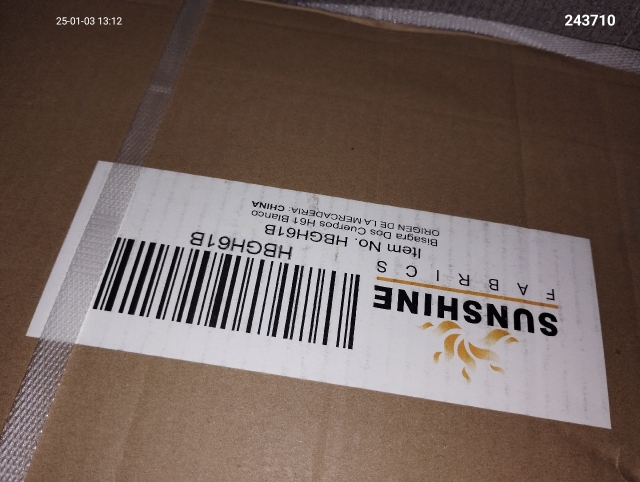 25-01-03 13:12
243710
SUNSHINE
FABRICS
Item No. HBGH61B
Bisagra Dos Cuerpos H61 Blanco
ORIGEN DE LA MERCADERIA: CHINA
HBGH61B